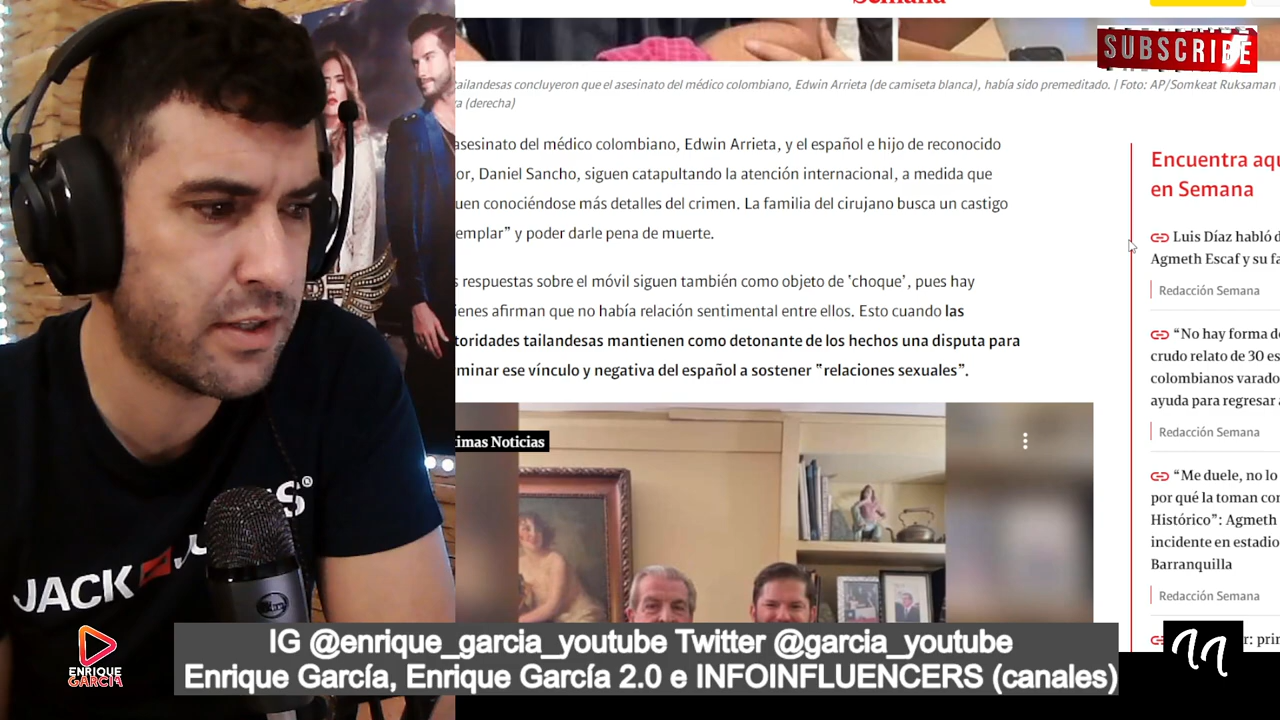 Semana
SUBSCRIBE
tailandesas concluyeron que el asesinato del médico colombiano, Edwin Arrieta (de camiseta blanca), había sido premeditado. | Foto: AP/Somkeat Ruksaman
(derecha)
asesinato del médico colombiano, Edwin Arrieta, y el español e hijo de reconocido
or, Daniel Sancho, siguen catapultando la atención internacional, a medida que
uen conociéndose más detalles del crimen. La familia del cirujano busca un castigo
emplar” y poder darle pena de muerte.
s respuestas sobre el móvil siguen también como objeto de ‘choque’, pues hay
ienes afirman que no había relación sentimental entre ellos. Esto cuando las
toridades tailandesas mantienen como detonante de los hechos una disputa para
minar ese vínculo y negativa del español a sostener “relaciones sexuales”.
timas Noticias
Encuentra aqu
en Semana
Luis Díaz habló d
Agmeth Escaf y su fa
Redacción Semana
“No hay forma de
crudo relato de 30 es
colombianos varado
ayuda para regresar a
Redacción Semana
“Me duele, no lo
por qué la toman con
Histórico”: Agmeth
incidente en estadio
Barranquilla
Redacción Semana
r: prin
JACK JONES®
IG @enrique_garcia_youtube Twitter @garcia_youtube
Enrique García, Enrique García 2.0 e INFOINFLUENCERS (canales)
ENRIQUE
GARCÍA